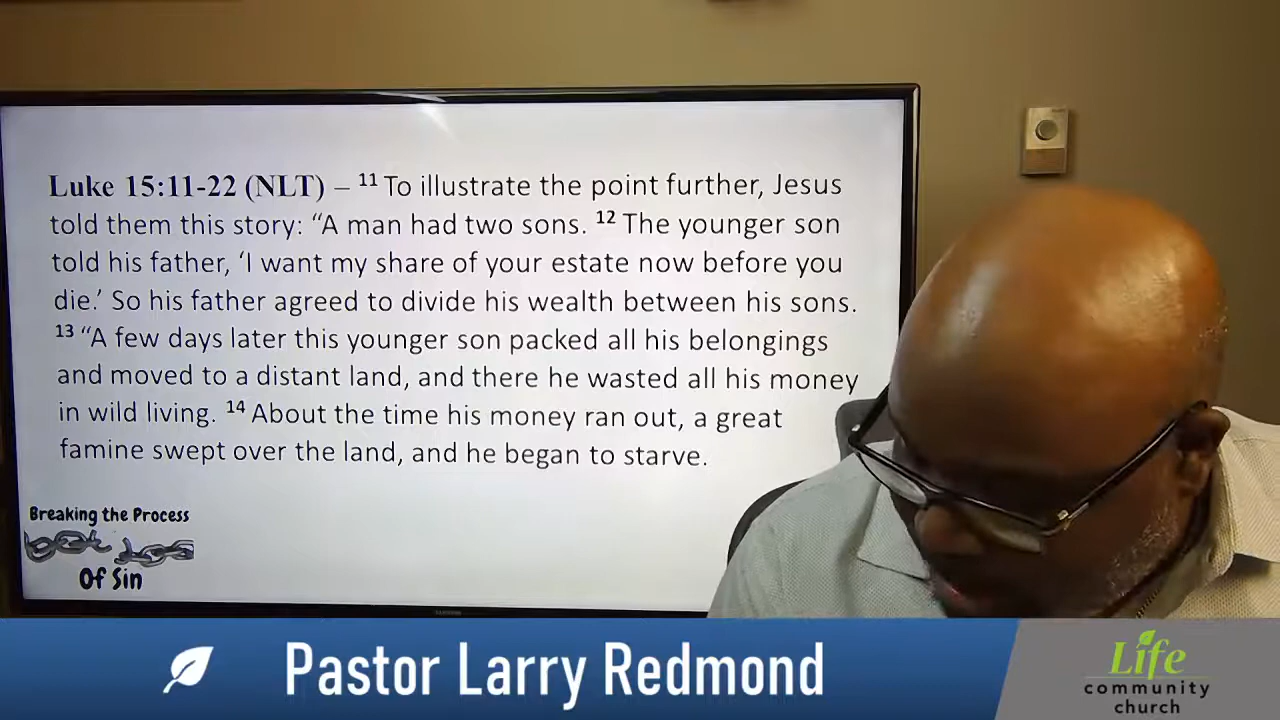 Luke 15:11-22 (NLT) – 11 To illustrate the point further, Jesus
told them this story: “A man had two sons. 12 The younger son
told his father, ‘I want my share of your estate now before you
die.’ So his father agreed to divide his wealth between his sons.
13 “A few days later this younger son packed all his belongings
and moved to a distant land, and there he wasted all his money
in wild living. 14 About the time his money ran out, a great
famine swept over the land, and he began to starve.
Breaking the Process
Of Sin
Pastor Larry Redmond
Life
community
church